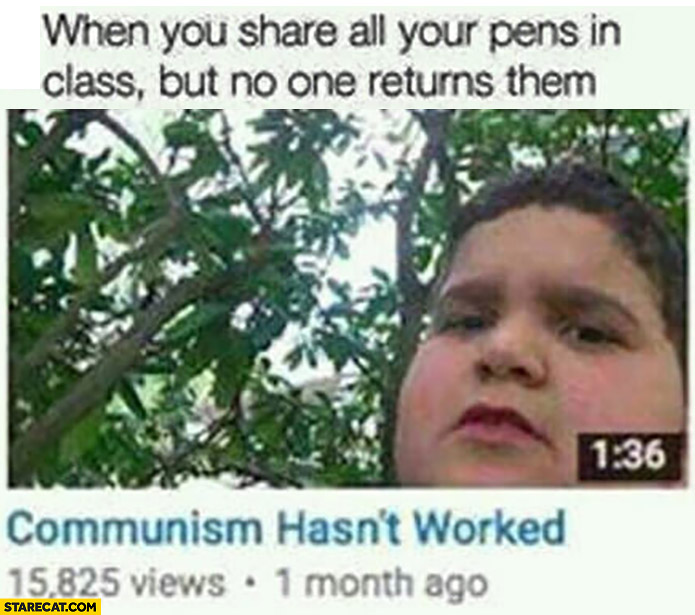 When you share all your pens in
class, but no one returns them
1:36
Communism Hasn't Worked
15,825 views • 1 month ago
STARECAT.COM